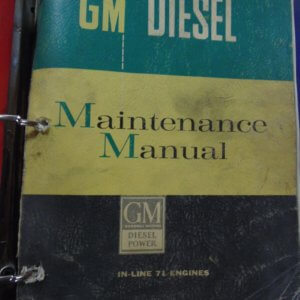 GM DIESEL
Maintenance
Manual
GM
DIESEL
POWER
IN-LINE 71 ENGINES